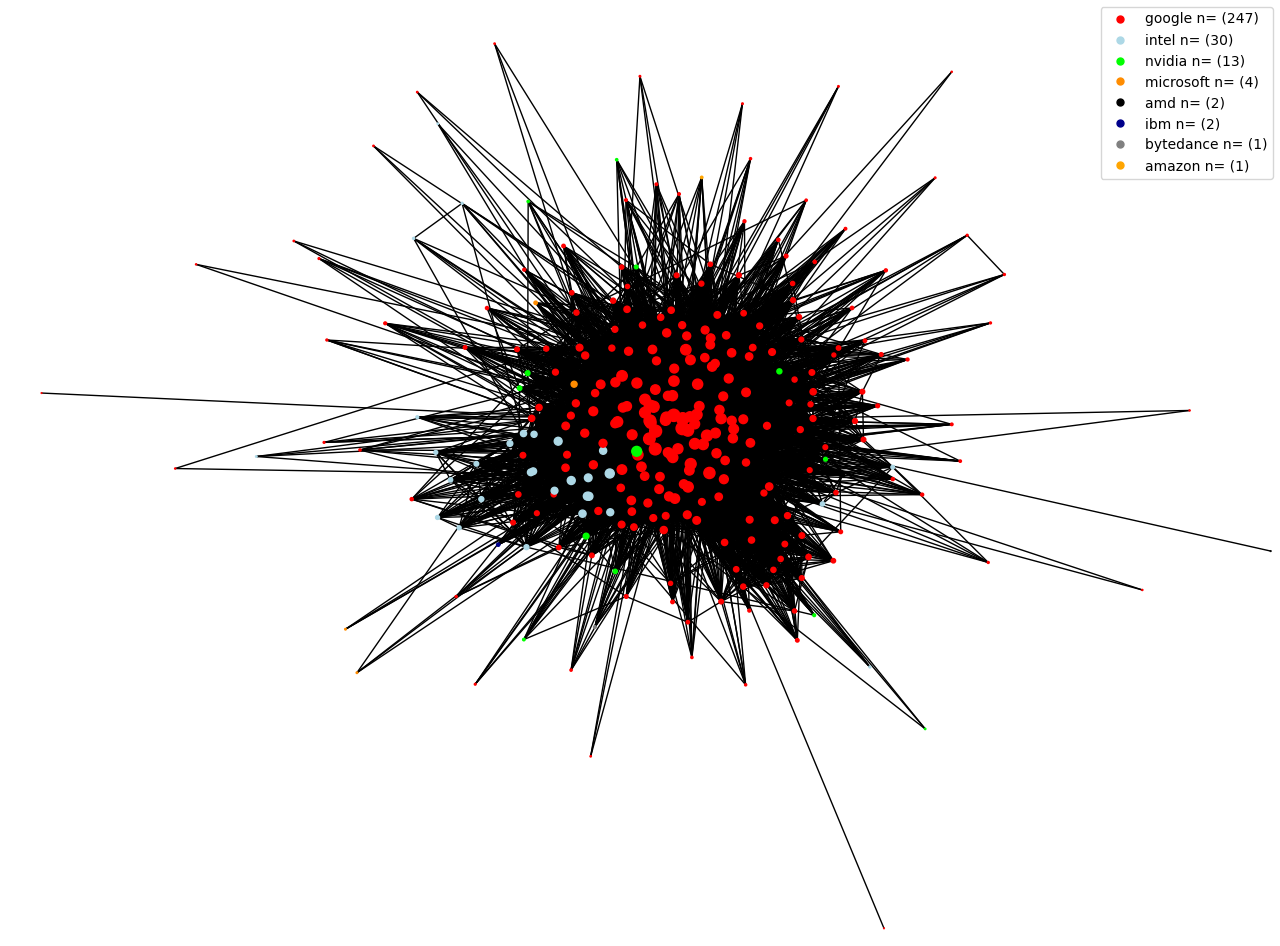 google n= (247)
intel n= (30)
nvidia n= (13)
microsoft n= (4)
amd n= (2)
ibm n= (2)
bytedance n= (1)
amazon n= (1)